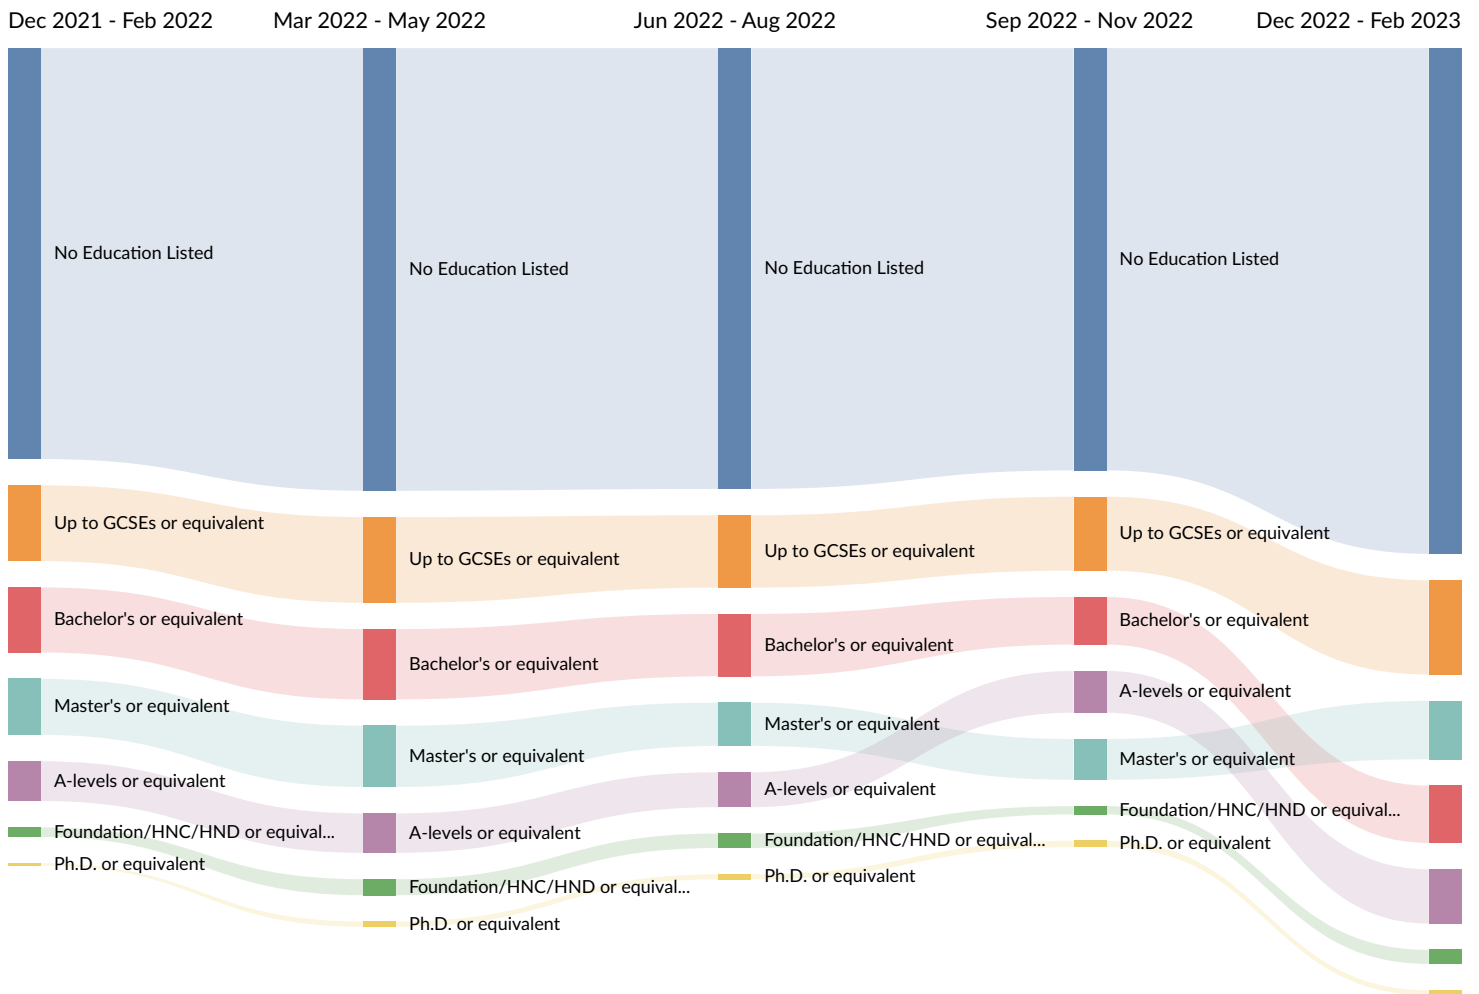 Dec 2021 - Feb 2022
Mar 2022 - May 2022
Jun 2022 - Aug 2022
Sep 2022 - Nov 2022
Dec 2022 - Feb 2023
No Education Listed
Up to GCSEs or equivalent
Bachelor's or equivalent
Master's or equivalent
A-levels or equivalent
Foundation/HNC/HND or equival...
Ph.D. or equivalent
No Education Listed
Up to GCSEs or equivalent
Bachelor's or equivalent
Master's or equivalent
A-levels or equivalent
Foundation/HNC/HND or equival...
Ph.D. or equivalent
No Education Listed
Up to GCSEs or equivalent
Bachelor's or equivalent
Master's or equivalent
A-levels or equivalent
Foundation/HNC/HND or equival...
Ph.D. or equivalent
No Education Listed
Up to GCSEs or equivalent
Bachelor's or equivalent
A-levels or equivalent
Master's or equivalent
Foundation/HNC/HND or equival...
Ph.D. or equivalent